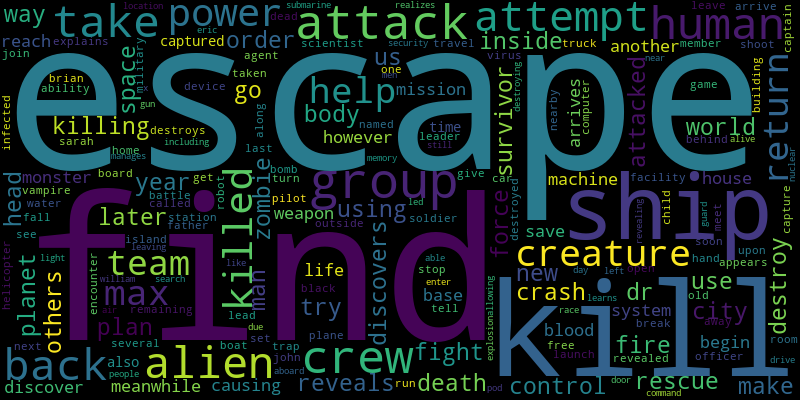 way take power attack attempt human
location submarine realizes leave arrive
dead eric
reach explains captured order scientist security travel inside truck another member shoot captain
join military agent us virus destroying near
escape
infected brian ability space device taken go help mission survivor nearby arrives computer attacked game building return
gun one body
killing destroys along named time world behind alive
sarah home last however leader
including manages memory still
head monster year get zombie bomb group give car machine facility house nuclear
vampire board robot turn force destroyer child ship capture
water battle called killed weapon using led
fall later station pilot soldier save guard meet
see island father outside revealing soon upon
helicopter planet light team leaving find able creature hand appears destroy
others encounter max william search like man life stop new day left open
air black enter crash dr use old
plan remaining lead try discovers base tell explosion allowing race learns system city away
due plane blood kill break
next several boat set trap fire free launch begin room
back also alien john crew fight revealed officer
people aboard reveals door drive
discover meanwhile causing run death pod control rescue make
command